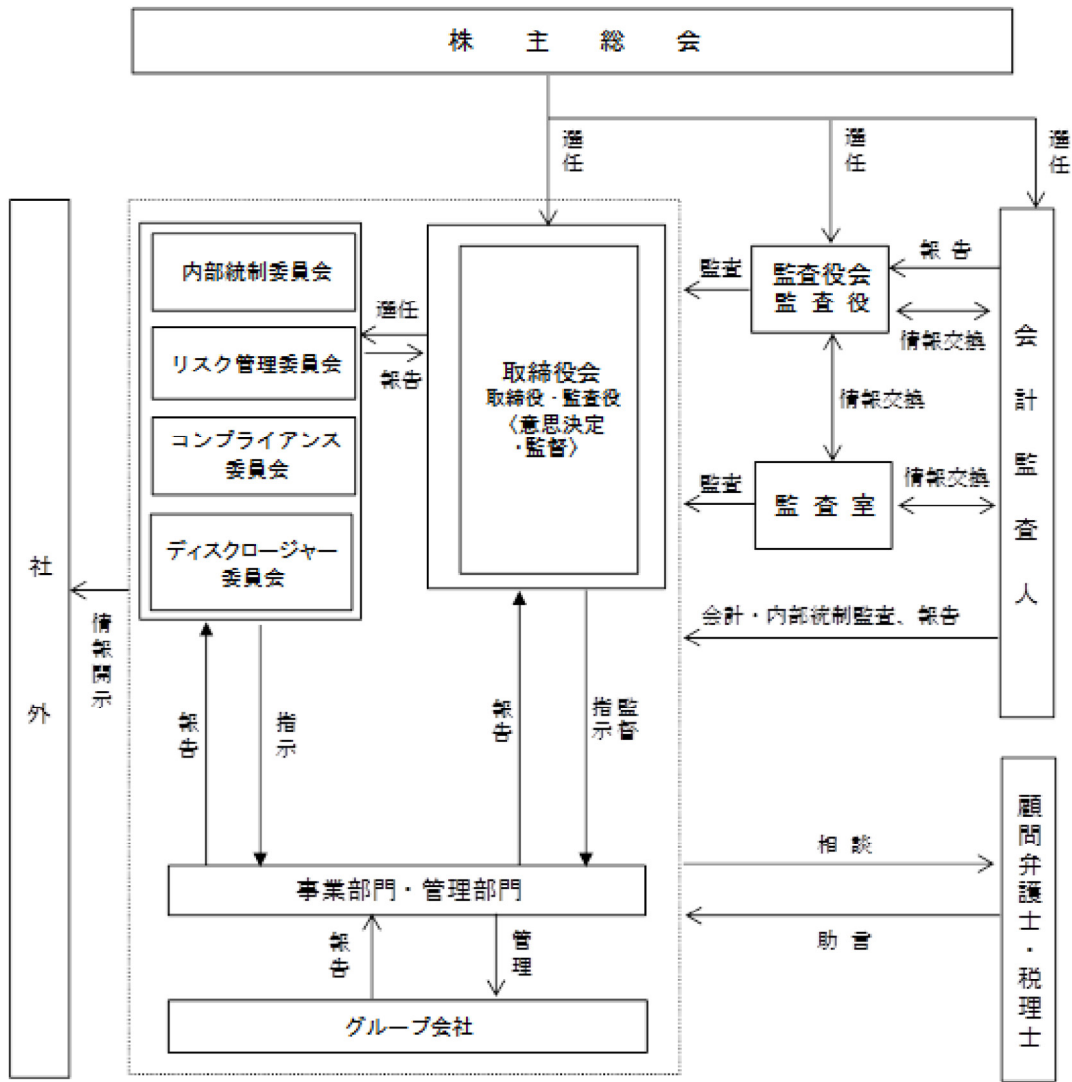 株主総会
選任
選任
選任
内部統制委員会
リスク管理委員会
コンプライアンス
委員会
ディスクロージャー
委員会
選任
報告
取締役会
取締役・監査役
〈意思決定
・監督〉
監査
監査役会
監査役
報告
情報交換
情報交換
監査
監査室
情報交換
会計監査人
会計・内部統制監査、報告
社外
情報開示
報告
指示
報告
指示
監督
事業部門・管理部門
報告
管理
グループ会社
相談
助言
顧問弁護士・税理士